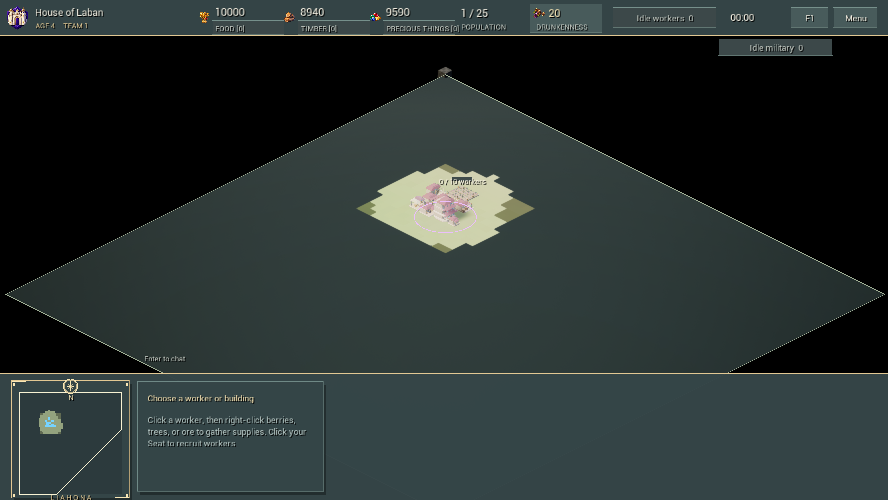 House of Laban
AGE 4 TEAM 1
10000
FOOD [0]
8940
TIMBER [0]
9590
PRECIOUS THINGS [0]
1 / 25
POPULATION
20
DRUNKENNESS
Idle workers 0
00:00
F1
Menu
Idle military 0
workers
Enter to chat
N
Choose a worker or building
Click a worker, then right-click berries,
trees, or ore to gather supplies. Click your
Seat to recruit workers.
LIAHONA